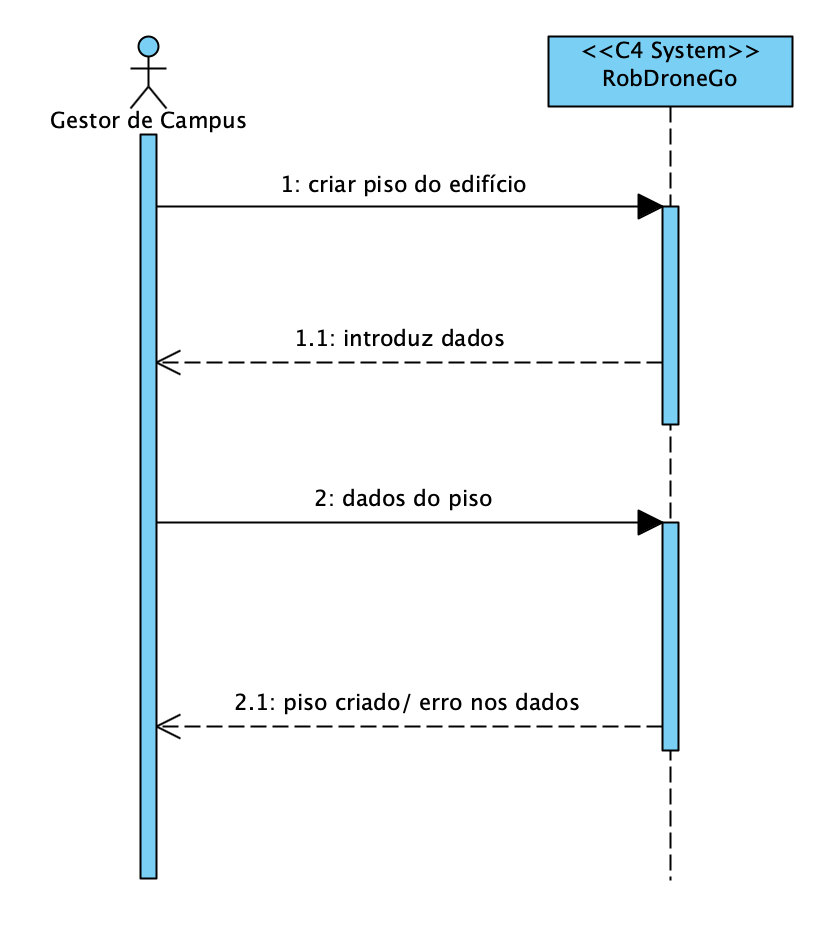 <<C4 System>>
RobDroneGo
Gestor de Campus
1: criar piso do edifício
1.1: introduz dados
2: dados do piso
2.1: piso criado/ erro nos dados